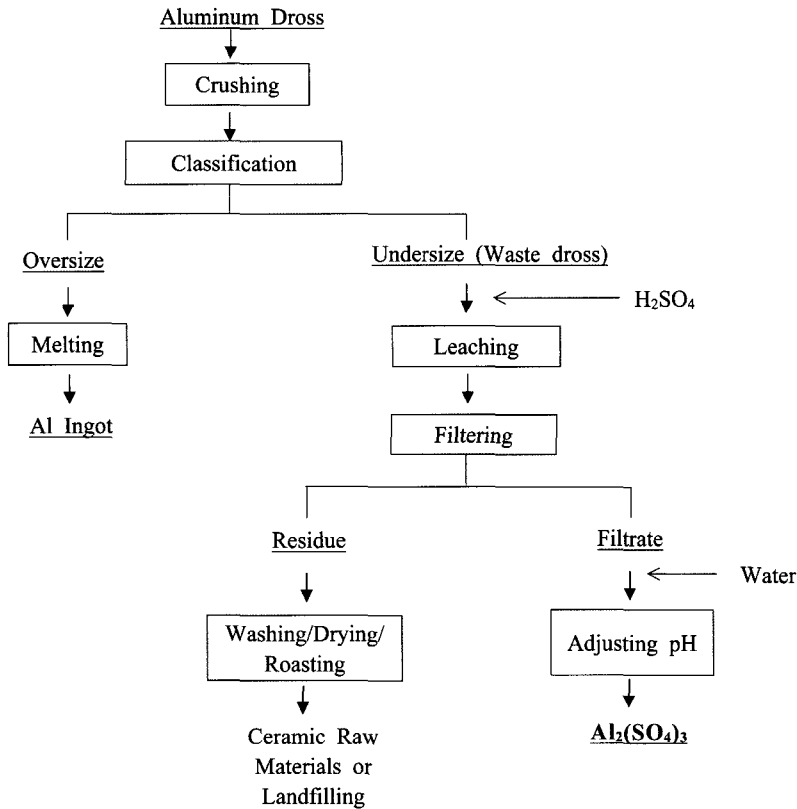 Aluminum Dross
Crushing
Classification
Oversize
Undersize (Waste dross)
H₂SO₄
Melting
Leaching
Al Ingot
Filtering
Residue
Filtrate
Water
Washing/Drying/
Roasting
Adjusting pH
Ceramic Raw
Materials or
Landfilling
Al₂(SO₄)₃